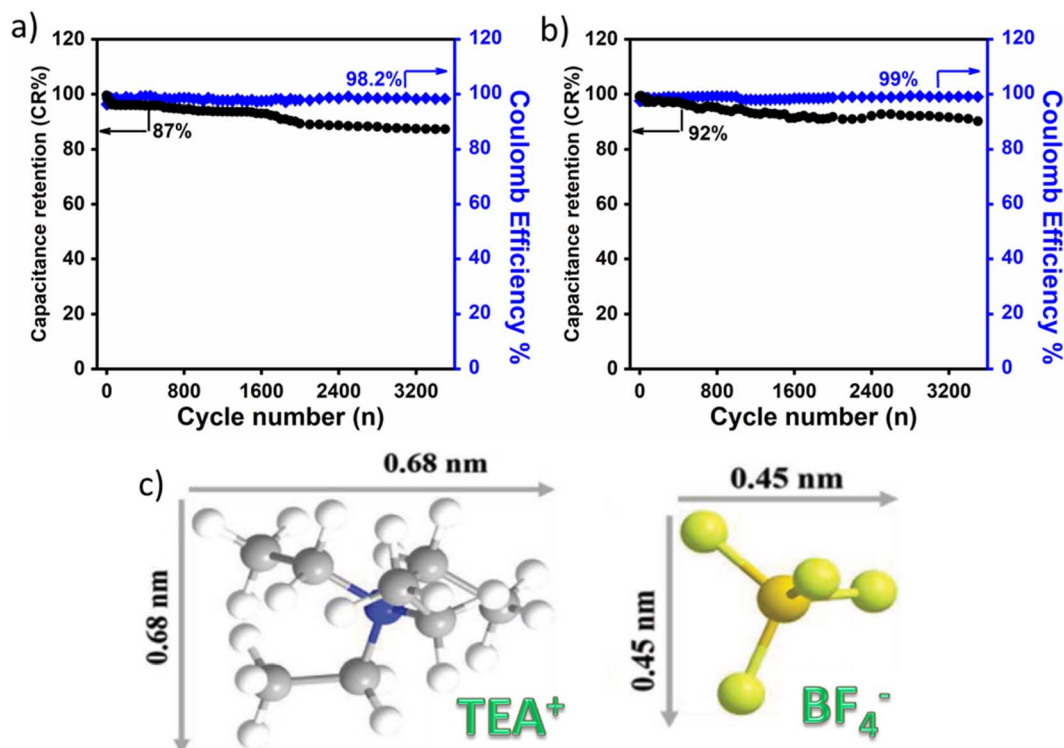 a)
120
100
80
60
40
20
0
Capacitance retention (CR%)
98.2%
87%
120
100
80
60
40
20
0
Coulomb Efficiency %
0
800
1600
2400
3200
Cycle number (n)
b)
120
100
80
60
40
20
0
Capacitance retention (CR%)
99%
92%
120
100
80
60
40
20
0
Coulomb Efficiency %
0
800
1600
2400
3200
Cycle number (n)
c)
0.68 nm
0.68 nm
TEA⁺
0.45 nm
0.45 nm
BF₄⁻